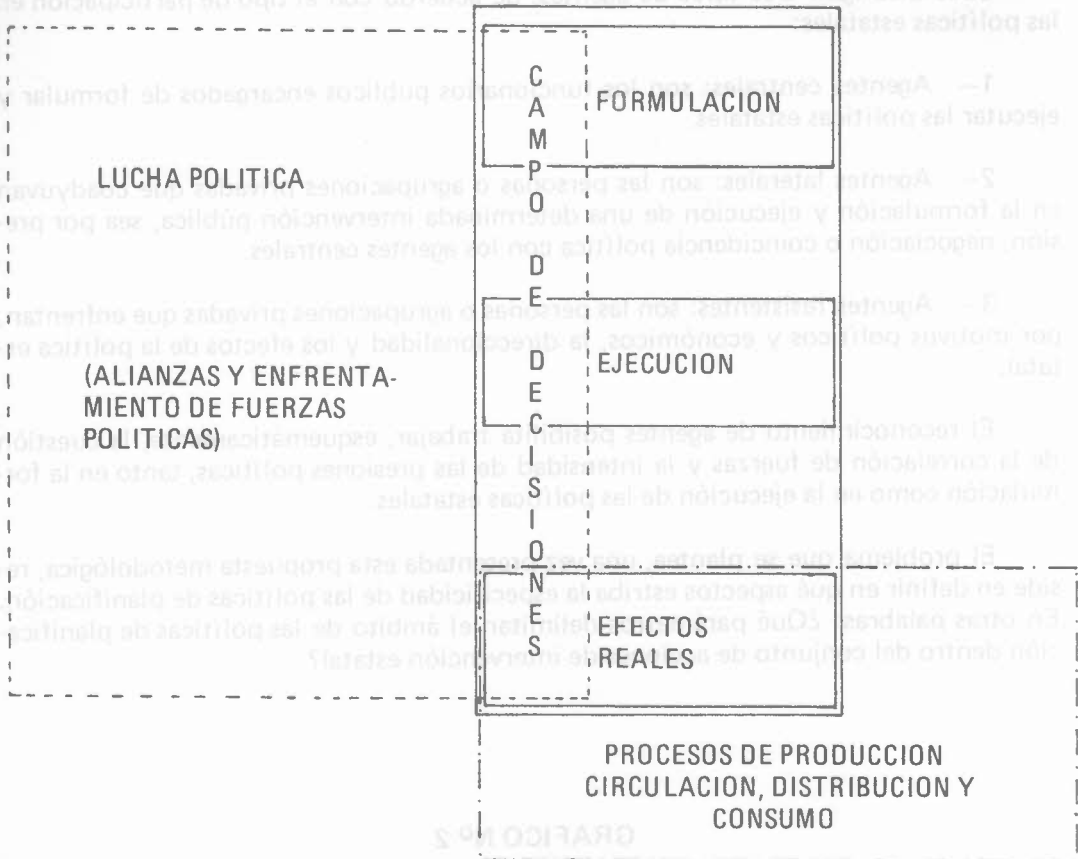 LUCHA POLITICA
(ALIANZAS Y ENFRENTA-
MIENTO DE FUERZAS
POLITICAS)
CAMPO DE DECISIONES
FORMULACION
EJECUCION
EFECTOS
REALES
PROCESOS DE PRODUCCION
CIRCULACION, DISTRIBUCION Y
CONSUMO
las políticas estatales:
1— Agentes centrales: son los funcionarios públicos encargados de formular y
ejecutar las políticas estatales.
2— Agentes laterales: son las personas o agrupaciones privadas que coadyuvan
en la formulación y ejecución de una determinada intervención pública, sea por pre-
sión, negociación o coincidencia política con los agentes centrales.
3— Agentes resistentes: son las personas o agrupaciones privadas que enfrentan,
por motivos políticos y económicos, la direccionalidad y los efectos de la política es-
tatal.
El reconocimiento de agentes posibilita trabajar, esquemáticamente, la cuestión
de la correlación de fuerzas y la intensidad de las presiones políticas, tanto en la for-
mulación como en la ejecución de las políticas estatales.
El problema que se plantea, una vez presentada esta propuesta metodológica, re-
side en definir en qué aspectos estriba la especificidad de las políticas de planificación.
En otras palabras: ¿Qué parámetros delimitan el ámbito de las políticas de planifica-
ción dentro del conjunto de acciones de intervención estatal?
GRAFICO Nº 2